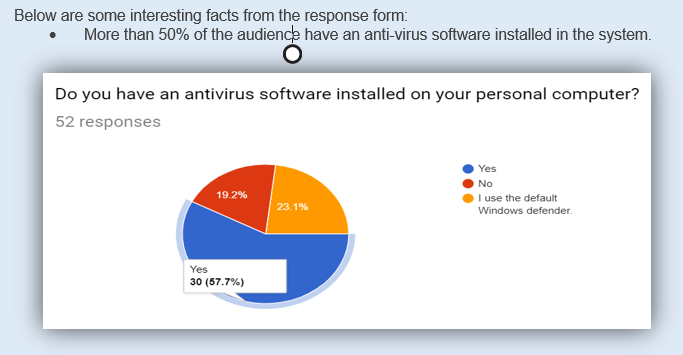 Below are some interesting facts from the response form:
• More than 50% of the audience have an anti-virus software installed in the system.
Do you have an antivirus software installed on your personal computer?
52 responses
19.2%
23.1%
Yes
30 (57.7%)
Yes
No
I use the default
Windows defender.